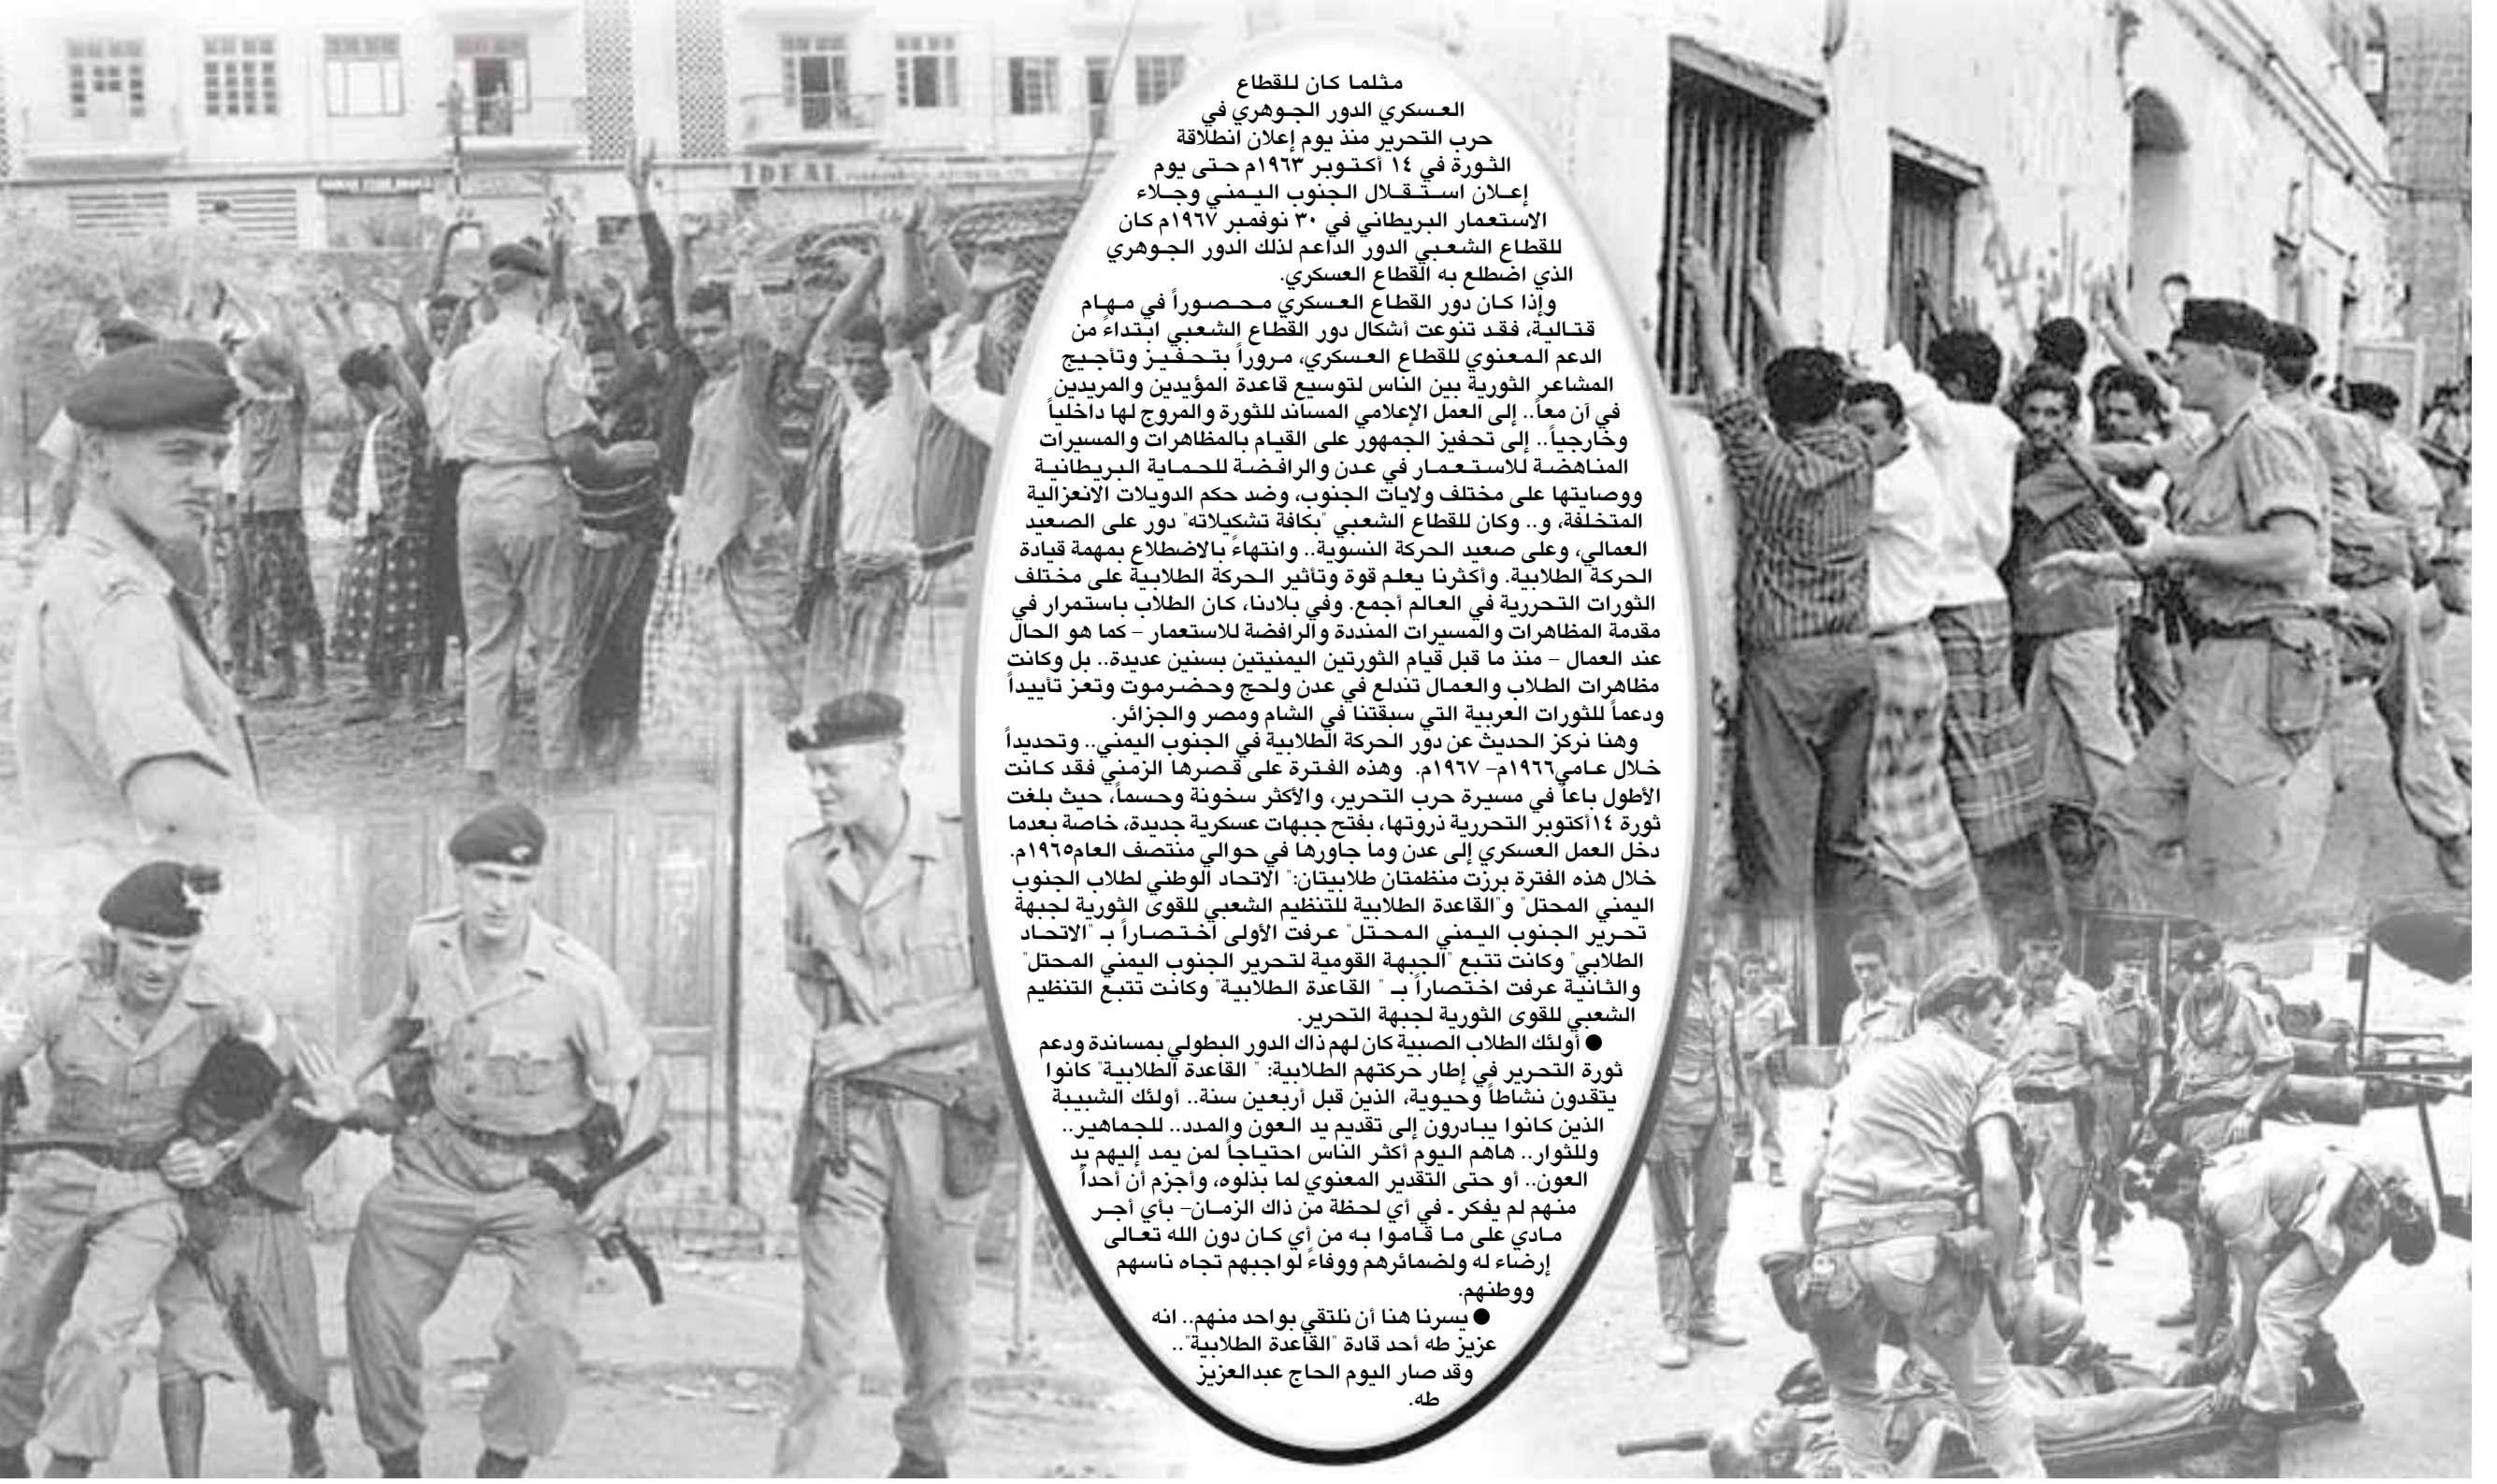 IDEAL
مثلما كان للقطاع
العسكري الدور الجوهري في
حرب التحرير منذ يوم إعلان انطلاقة
الثورة في ١٤ أكتوبر ١٩٦٣م حتى يوم
إعلان استقلال الجنوب اليمني وجلاء
الاستعمار البريطاني في ٣٠ نوفمبر ١٩٦٧م كان
للقطاع الشعبي الدور الداعم لذلك الدور الجوهري
الذي اضطلع به القطاع العسكري.
وإذا كان دور القطاع العسكري محصوراً في مهام
قتالية، فقد تنوعت أشكال دور القطاع الشعبي ابتداءً من
الدعم المعنوي للقطاع العسكري، مروراً بتحفيز وتأجيج
المشاعر الثورية بين الناس لتوسيع قاعدة المؤيدين والمريدين
في آن معاً.. إلى العمل الإعلامي المساند للثورة والمروج لها داخلياً
وخارجياً.. إلى تحفيز الجمهور على القيام بالمظاهرات والمسيرات
المناهضة للاستعمار في عدن والرافضة للحماية البريطانية
ووصايتها على مختلف ولايات الجنوب، وضد حكم الدويلات الانعزالية
المتخلفة، و.. وكان للقطاع الشعبي "بكافة تشكيلاته" دور على الصعيد
العمالي، وعلى صعيد الحركة النسوية.. وانتهاءً بالاضطلاع بمهمة قيادة
الحركة الطلابية. وأكثرنا يعلم قوة وتأثير الحركة الطلابية على مختلف
الثورات التحررية في العالم أجمع. وفي بلادنا، كان الطلاب باستمرار في
مقدمة المظاهرات والمسيرات المنددة والرافضة للاستعمار – كما هو الحال
عند العمال – منذ ما قبل قيام الثورتين اليمنيتين بسنين عديدة.. بل وكانت
مظاهرات الطلاب والعمال تندلع في عدن ولحج وحضرموت وتعز تأييداً
ودعماً للثورات العربية التي سبقتنا في الشام ومصر والجزائر.
وهنا نركز الحديث عن دور الحركة الطلابية في الجنوب اليمني.. وتحديداً
خلال عامي١٩٦٦م– ١٩٦٧م. وهذه الفترة على قصرها الزمني فقد كانت
الأطول باعاً في مسيرة حرب التحرير، والأكثر سخونة وحسماً، حيث بلغت
ثورة ١٤أكتوبر التحررية ذروتها، بفتح جبهات عسكرية جديدة، خاصة بعدما
دخل العمل العسكري إلى عدن وما جاورها في حوالي منتصف العام١٩٦٥م.
خلال هذه الفترة برزت منظمتان طلابيتان:" الاتحاد الوطني لطلاب الجنوب
اليمني المحتل" و"القاعدة الطلابية للتنظيم الشعبي للقوى الثورية لجبهة
تحرير الجنوب اليمني المحتل" عرفت الأولى اختصاراً بـ "الاتحاد
الطلابي" وكانت تتبع "الجبهة القومية لتحرير الجنوب اليمني المحتل"
والثانية عرفت اختصاراً بـ " القاعدة الطلابية" وكانت تتبع التنظيم
الشعبي للقوى الثورية لجبهة التحرير.
● أولئك الطلاب الصبية كان لهم ذاك الدور البطولي بمساندة ودعم
ثورة التحرير في إطار حركتهم الطلابية: " القاعدة الطلابية" كانوا
يتقدون نشاطاً وحيوية، الذين قبل أربعين سنة.. أولئك الشبيبة
الذين كانوا يبادرون إلى تقديم يد العون والمدد.. للجماهير..
وللثوار.. هاهم اليوم أكثر الناس احتياجاً لمن يمد إليهم يد
العون.. أو حتى التقدير المعنوي لما بذلوه، وأجزم أن أحداً
منهم لم يفكر ـ في أي لحظة من ذاك الزمان– بأي أجر
مادي على ما قاموا به من أي كان دون الله تعالى
إرضاء له ولضمائرهم ووفاءً لواجبهم تجاه ناسهم
ووطنهم.
● يسرنا هنا أن نلتقي بواحد منهم.. انه
عزيز طه أحد قادة "القاعدة الطلابية"..
وقد صار اليوم الحاج عبدالعزيز
طه.